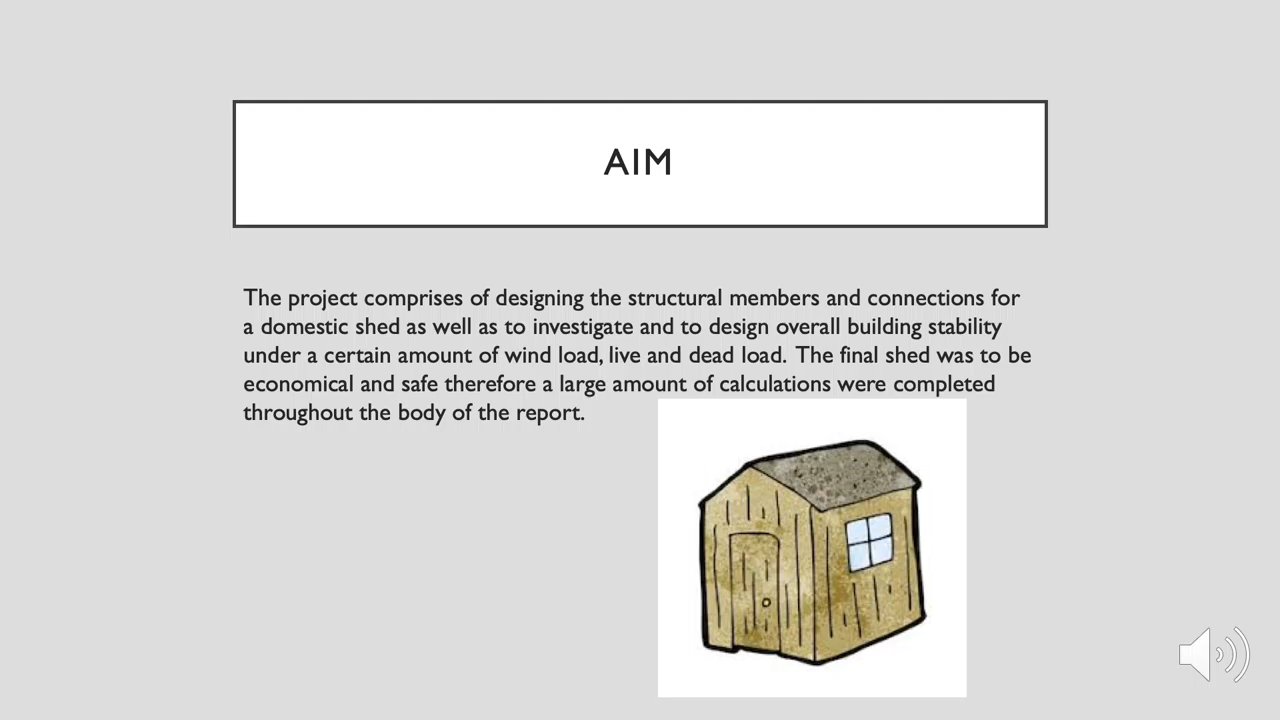 AIM
The project comprises of designing the structural members and connections for
a domestic shed as well as to investigate and to design overall building stability
under a certain amount of wind load, live and dead load.  The final shed was to be
economical and safe therefore a large amount of calculations were completed
throughout the body of the report.